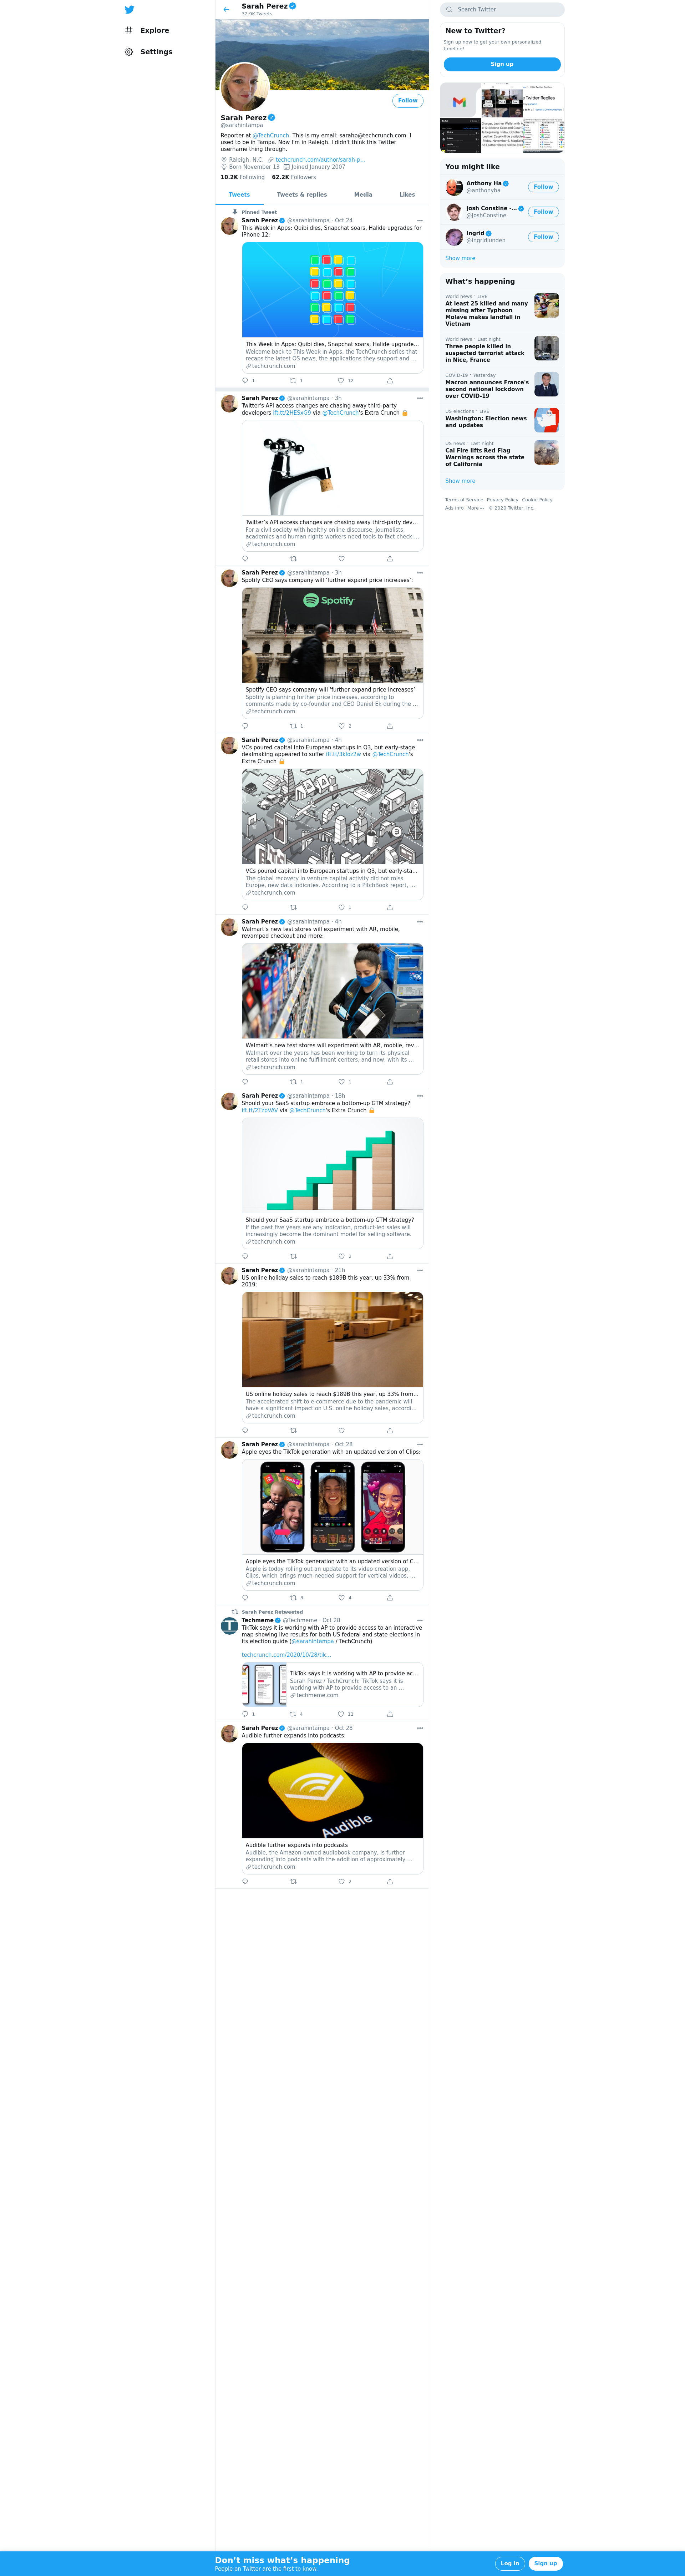 Explore
Settings
Sarah Perez
32.9K Tweets
Follow
Sarah Perez
@sarahintampa
Reporter at @TechCrunch. This is my email: sarahp@techcrunch.com. I
used to be in Tampa. Now I'm in Raleigh. I didn't think this Twitter
username thing through.
Raleigh, N.C. techcrunch.com/author/sarah-p…
Born November 13 Joined January 2007
10.2K Following 62.2K Followers
Tweets Tweets & replies Media Likes
Pinned Tweet
Sarah Perez @sarahintampa · Oct 24
This Week in Apps: Quibi dies, Snapchat soars, Halide upgrades for
iPhone 12:
This Week in Apps: Quibi dies, Snapchat soars, Halide upgrade…
Welcome back to This Week in Apps, the TechCrunch series that
recaps the latest OS news, the applications they support and …
techcrunch.com
1 1 12
Sarah Perez @sarahintampa · 3h
Twitter's API access changes are chasing away third-party
developers ift.tt/2HESxG9 via @TechCrunch's Extra Crunch
Twitter's API access changes are chasing away third-party dev…
For a civil society with healthy online discourse, journalists,
academics and human rights workers need tools to fact check …
techcrunch.com
Sarah Perez @sarahintampa · 3h
Spotify CEO says company will 'further expand price increases':
Spotify
Spotify CEO says company will 'further expand price increases'
Spotify is planning further price increases, according to
comments made by co-founder and CEO Daniel Ek during the …
techcrunch.com
1 2
Sarah Perez @sarahintampa · 4h
VCs poured capital into European startups in Q3, but early-stage
dealmaking appeared to suffer ift.tt/3kloz2w via @TechCrunch's
Extra Crunch
VCs poured capital into European startups in Q3, but early-sta…
The global recovery in venture capital activity did not miss
Europe, new data indicates. According to a PitchBook report, …
techcrunch.com
1
Sarah Perez @sarahintampa · 4h
Walmart's new test stores will experiment with AR, mobile,
revamped checkout and more:
Walmart's new test stores will experiment with AR, mobile, rev…
Walmart over the years has been working to turn its physical
retail stores into online fulfillment centers, and now, with its …
techcrunch.com
1 1
Sarah Perez @sarahintampa · 18h
Should your SaaS startup embrace a bottom-up GTM strategy?
ift.tt/2TzpVAV via @TechCrunch's Extra Crunch
Should your SaaS startup embrace a bottom-up GTM strategy?
If the past five years are any indication, product-led sales will
increasingly become the dominant model for selling software.
techcrunch.com
2
Sarah Perez @sarahintampa · 21h
US online holiday sales to reach $189B this year, up 33% from
2019:
US online holiday sales to reach $189B this year, up 33% from…
The accelerated shift to e-commerce due to the pandemic will
have a significant impact on U.S. online holiday sales, accordi…
techcrunch.com
Sarah Perez @sarahintampa · Oct 28
Apple eyes the TikTok generation with an updated version of Clips:
Apple eyes the TikTok generation with an updated version of C…
Apple is today rolling out an update to its video creation app,
Clips, which brings much-needed support for vertical videos, …
techcrunch.com
3 4
Sarah Perez Retweeted
Techmeme @Techmeme · Oct 28
TikTok says it is working with AP to provide access to an interactive
map showing live results for both US federal and state elections in
its election guide (@sarahintampa / TechCrunch)
techcrunch.com/2020/10/28/tik…
TikTok says it is working with AP to provide ac…
Sarah Perez / TechCrunch: TikTok says it is
working with AP to provide access to an …
techmeme.com
1 4 11
Sarah Perez @sarahintampa · Oct 28
Audible further expands into podcasts:
Audible
Audible further expands into podcasts
Audible, the Amazon-owned audiobook company, is further
expanding into podcasts with the addition of approximately …
techcrunch.com
2
Search Twitter
New to Twitter?
Sign up now to get your own personalized
timeline!
Sign up
Twitter Replies
You might like
Anthony Ha
@anthonyha
Follow
Josh Constine -…
@JoshConstine
Follow
Ingrid
@ingridlunden
Follow
Show more
What's happening
World news · LIVE
At least 25 killed and many
missing after Typhoon
Molave makes landfall in
Vietnam
World news · Last night
Three people killed in
suspected terrorist attack
in Nice, France
COVID-19 · Yesterday
Macron announces France's
second national lockdown
over COVID-19
US elections · LIVE
Washington: Election news
and updates
US news · Last night
Cal Fire lifts Red Flag
Warnings across the state
of California
Show more
Terms of Service Privacy Policy Cookie Policy
Ads info More © 2020 Twitter, Inc.
Don't miss what's happening
People on Twitter are the first to know.
Log in Sign up